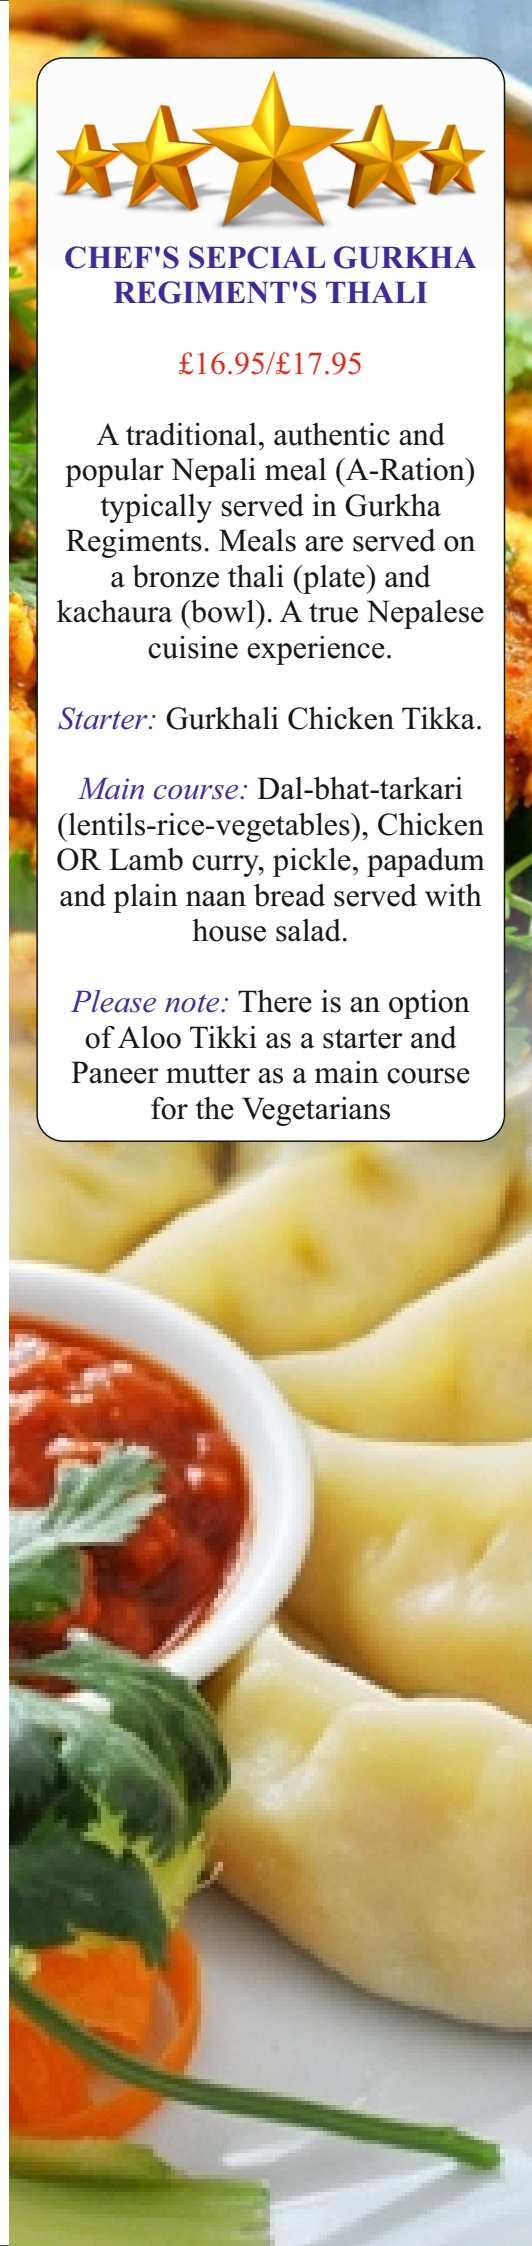 CHEF'S SEPCIAL GURKHA
REGIMENT'S THALI
£16.95/£17.95
A traditional, authentic and
popular Nepali meal (A-Ration)
typically served in Gurkha
Regiments. Meals are served on
a bronze thali (plate) and
kachaura (bowl). A true Nepalese
cuisine experience.
Starter: Gurkhali Chicken Tikka.
Main course: Dal-bhat-tarkari
(lentils-rice-vegetables), Chicken
OR Lamb curry, pickle, papadum
and plain naan bread served with
house salad.
Please note: There is an option
of Aloo Tikki as a starter and
Paneer mutter as a main course
for the Vegetarians